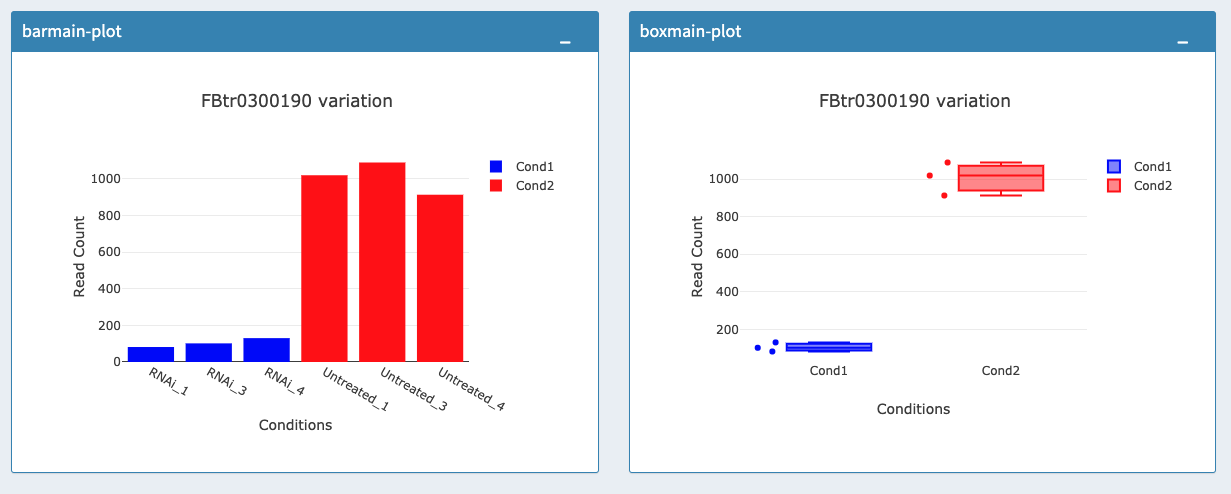 barmain-plot
_
FBtr0300190 variation
Cond1
Cond2
1000
800
600
400
200
0
Read Count
RNAi_1
RNAi_3
RNAi_4
Untreated_1
Untreated_3
Untreated_4
Conditions
boxmain-plot
_
FBtr0300190 variation
Cond1
Cond2
1000
800
600
400
200
Read Count
Cond1
Cond2
Conditions